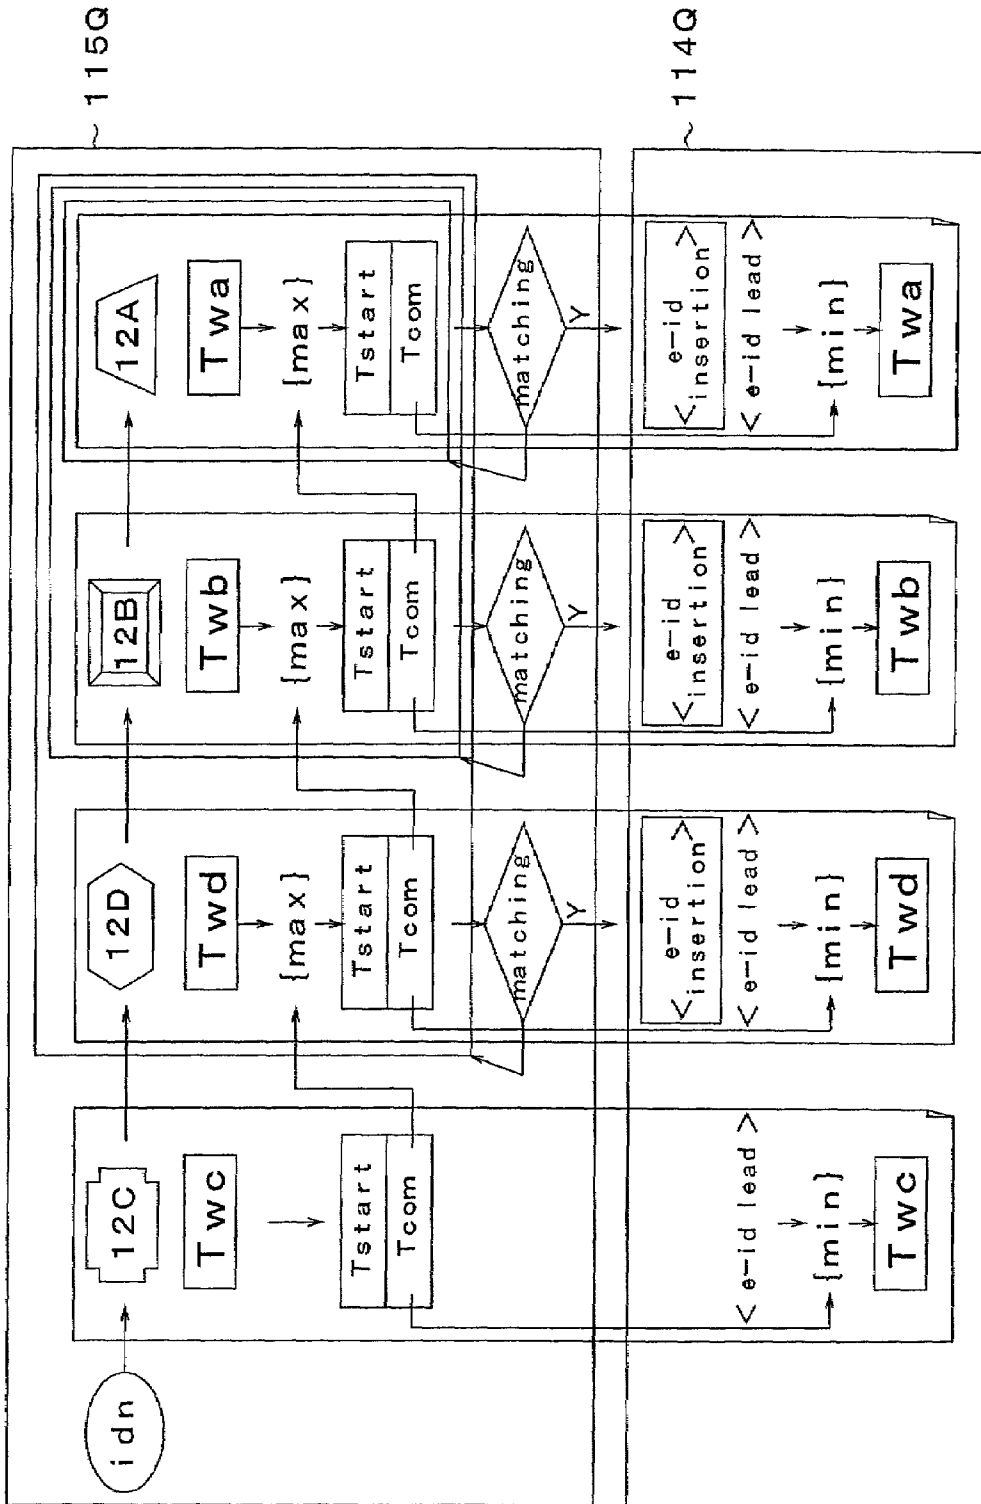 115Q
114Q
idn
12C
12D
12B
12A
Twc
Twd
Twb
Twa
{max}
{max}
{max}
Tstart
Tcom
Tstart
Tcom
Tstart
Tcom
Tstart
Tcom
matching
Y
matching
Y
matching
Y
<e-id
insertion>
<e-id
insertion>
<e-id
insertion>
<e-id lead>
<e-id lead>
<e-id lead>
<e-id lead>
{min}
{min}
{min}
{min}
Twc
Twd
Twb
Twa